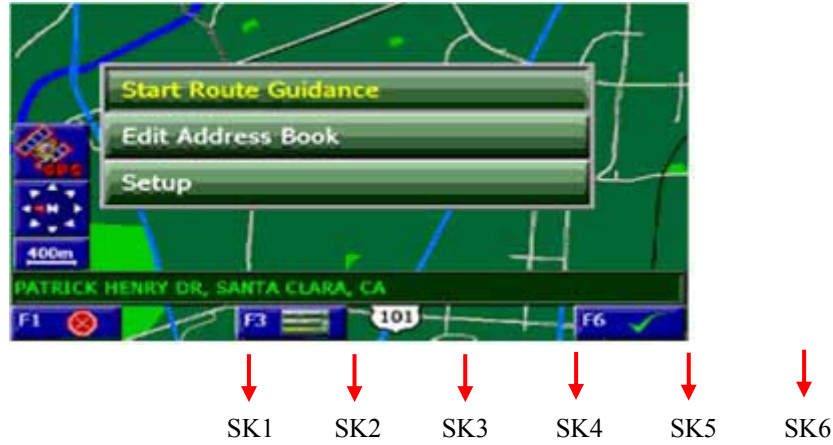 Start Route Guidance
Edit Address Book
Setup
GPS
N
400m
PATRICK HENRY DR, SANTA CLARA, CA
F1 F3 101 F6
SK1 SK2 SK3 SK4 SK5 SK6